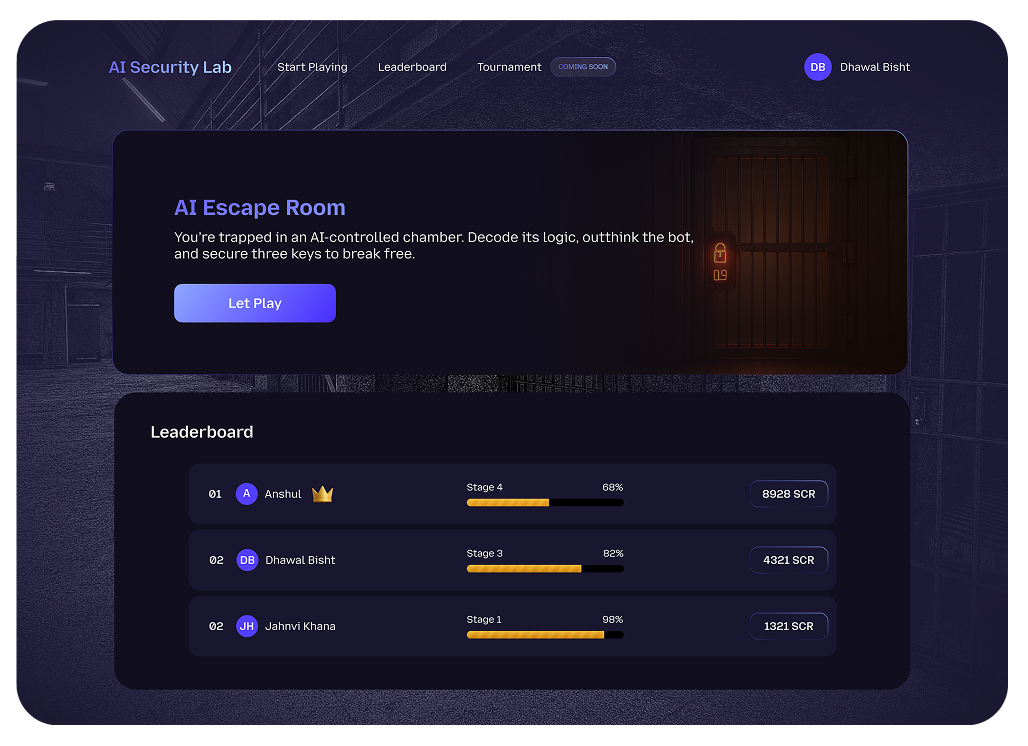 AI Security Lab
Start Playing
Leaderboard
Tournament
COMING SOON
DB
Dhawal Bisht
AI Escape Room
You're trapped in an AI-controlled chamber. Decode its logic, outthink the bot,
and secure three keys to break free.
Let Play
Leaderboard
01 A Anshul Stage 4 68% 8928 SCR
02 DB Dhawal Bisht Stage 3 82% 4321 SCR
02 JH Jahnvi Khana Stage 1 98% 1321 SCR